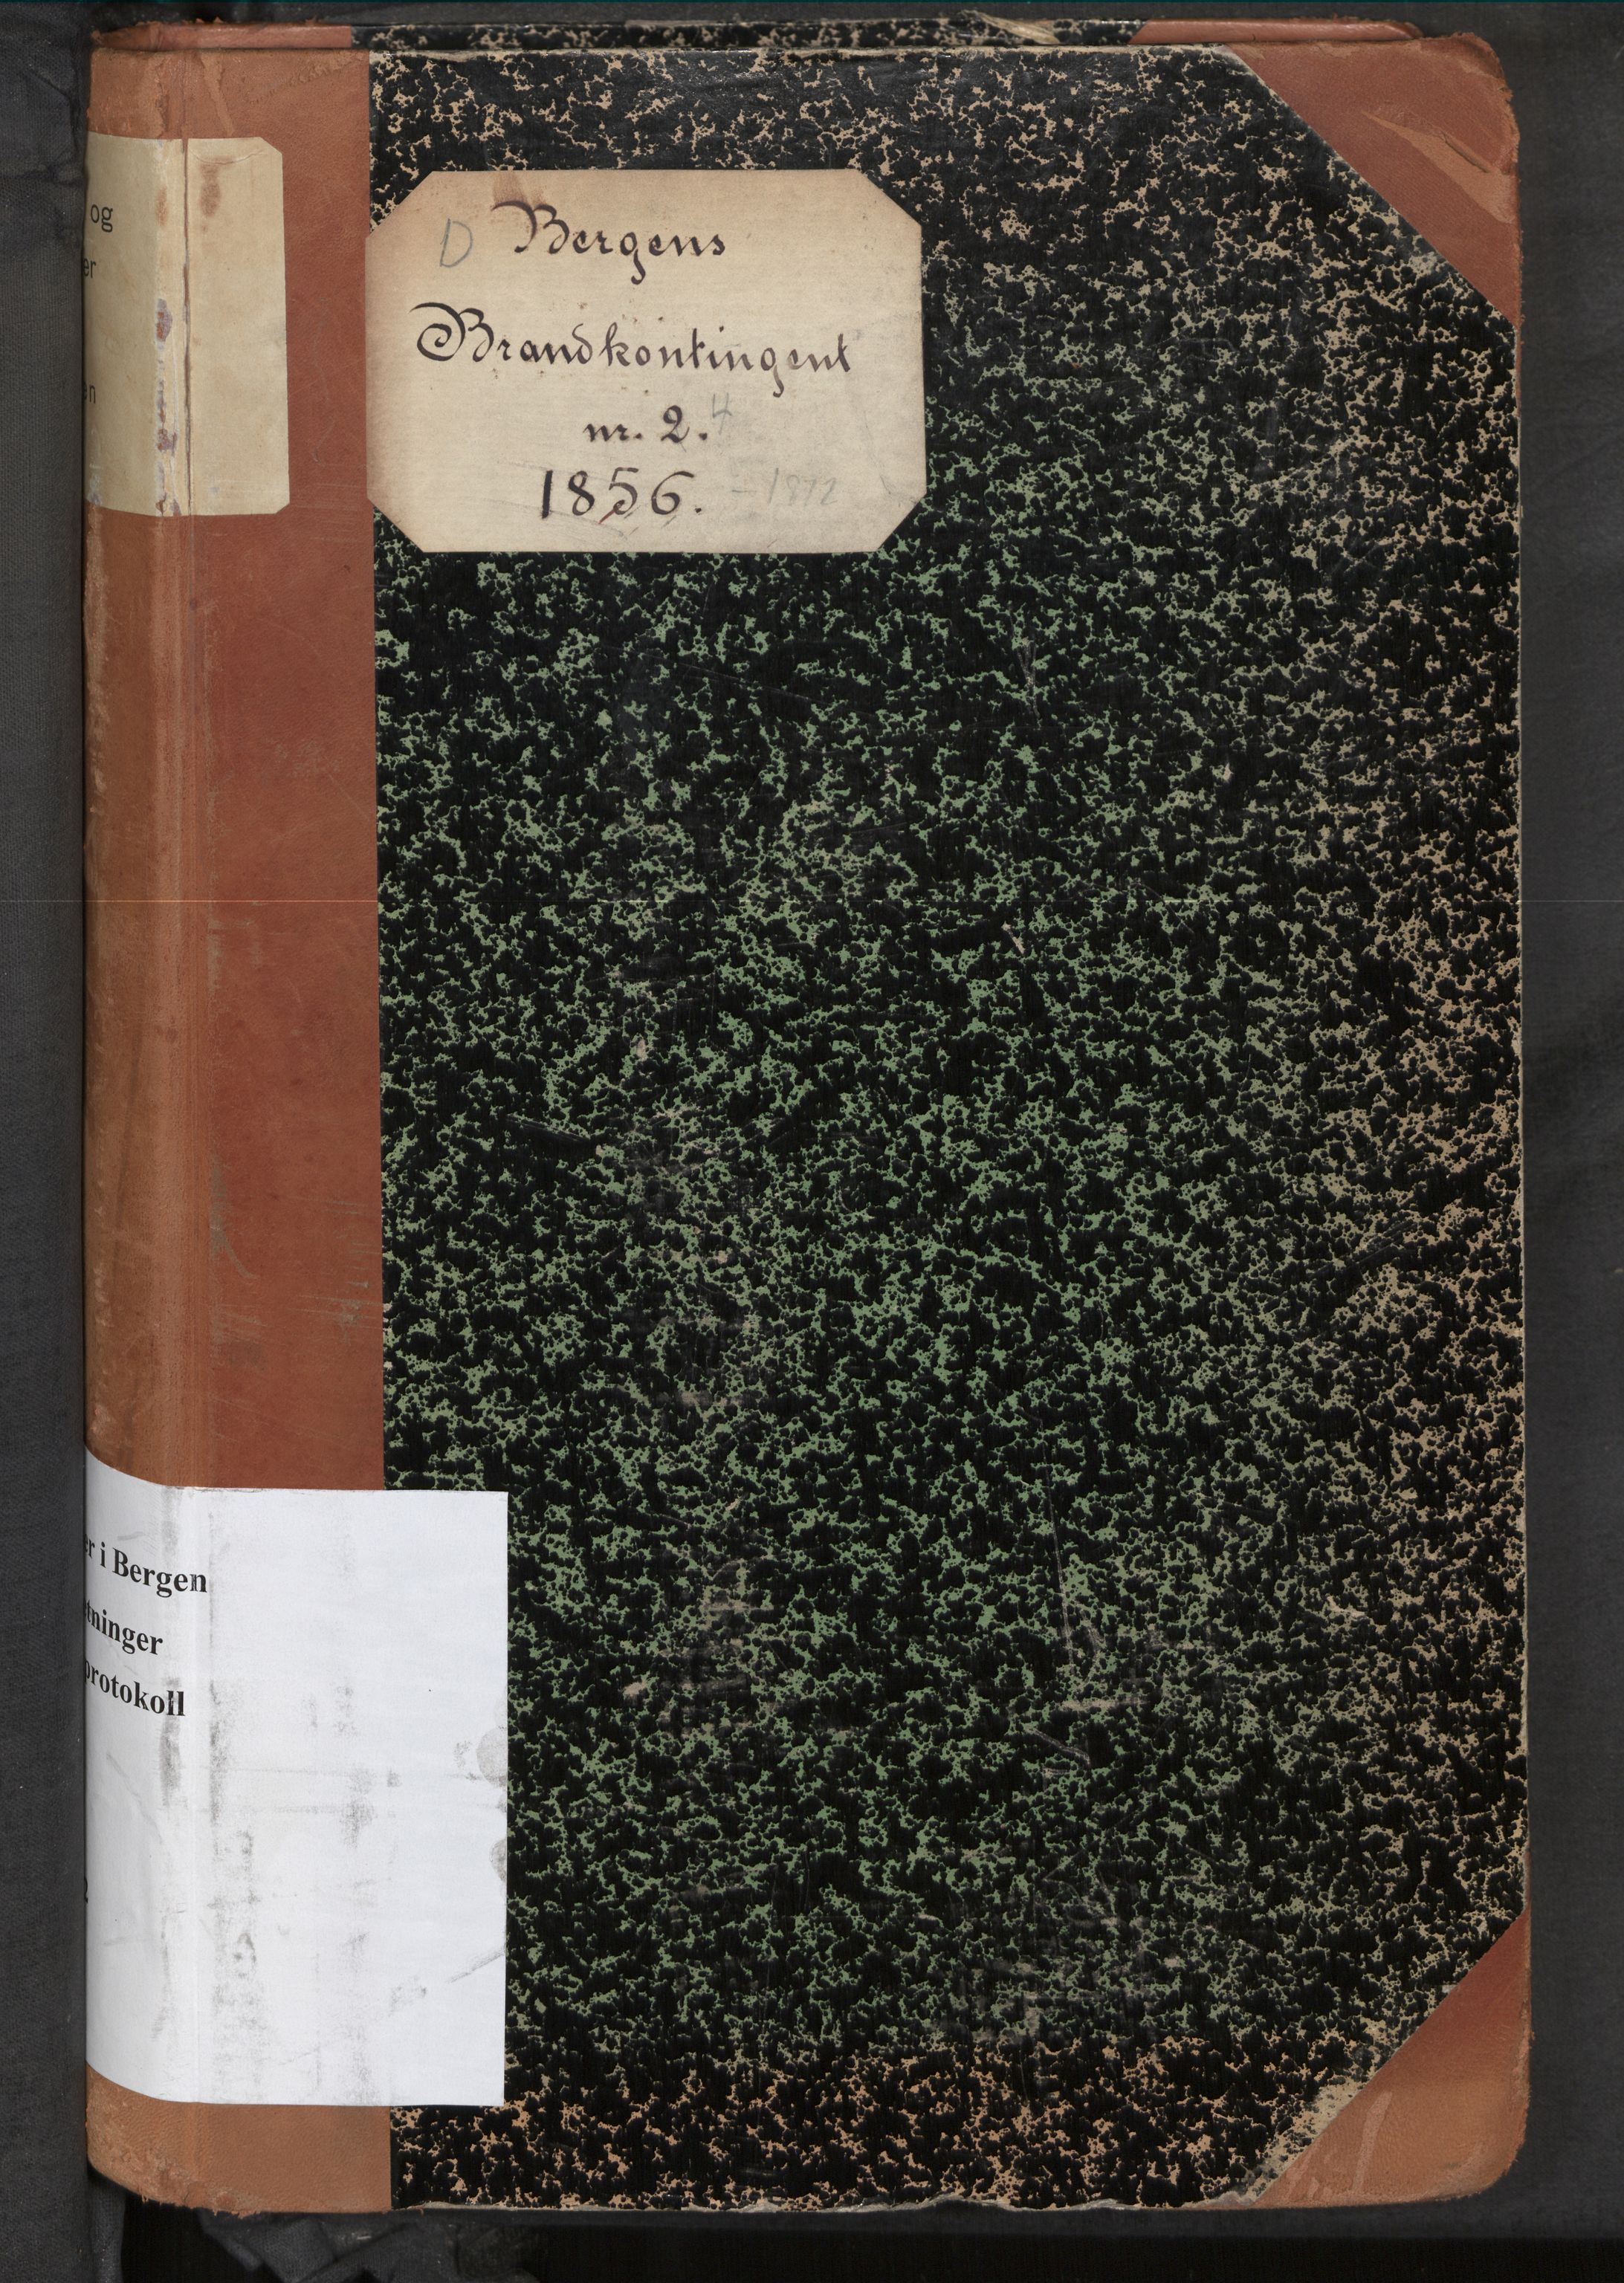 og
er
en
D Bergens
Brandkontingent
nr. 2. 4
1856. - 1872
er i Bergen
tninger
protokoll
2